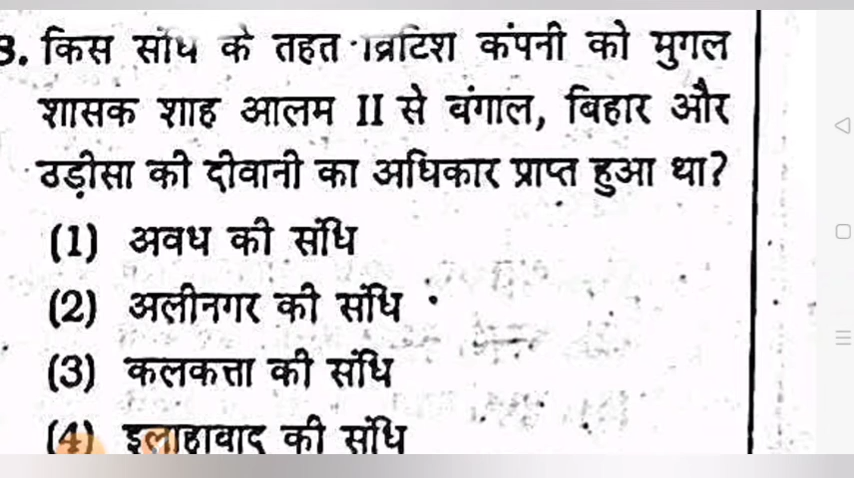 3. किस संधि के तहत ब्रिटिश कंपनी को मुगल
शासक शाह आलम II से बंगाल, बिहार और
उड़ीसा की दीवानी का अधिकार प्राप्त हुआ था?
(1) अवध की संधि
(2) अलीनगर की संधि
(3) कलकत्ता की संधि
(4) इलाहाबाद की संधि